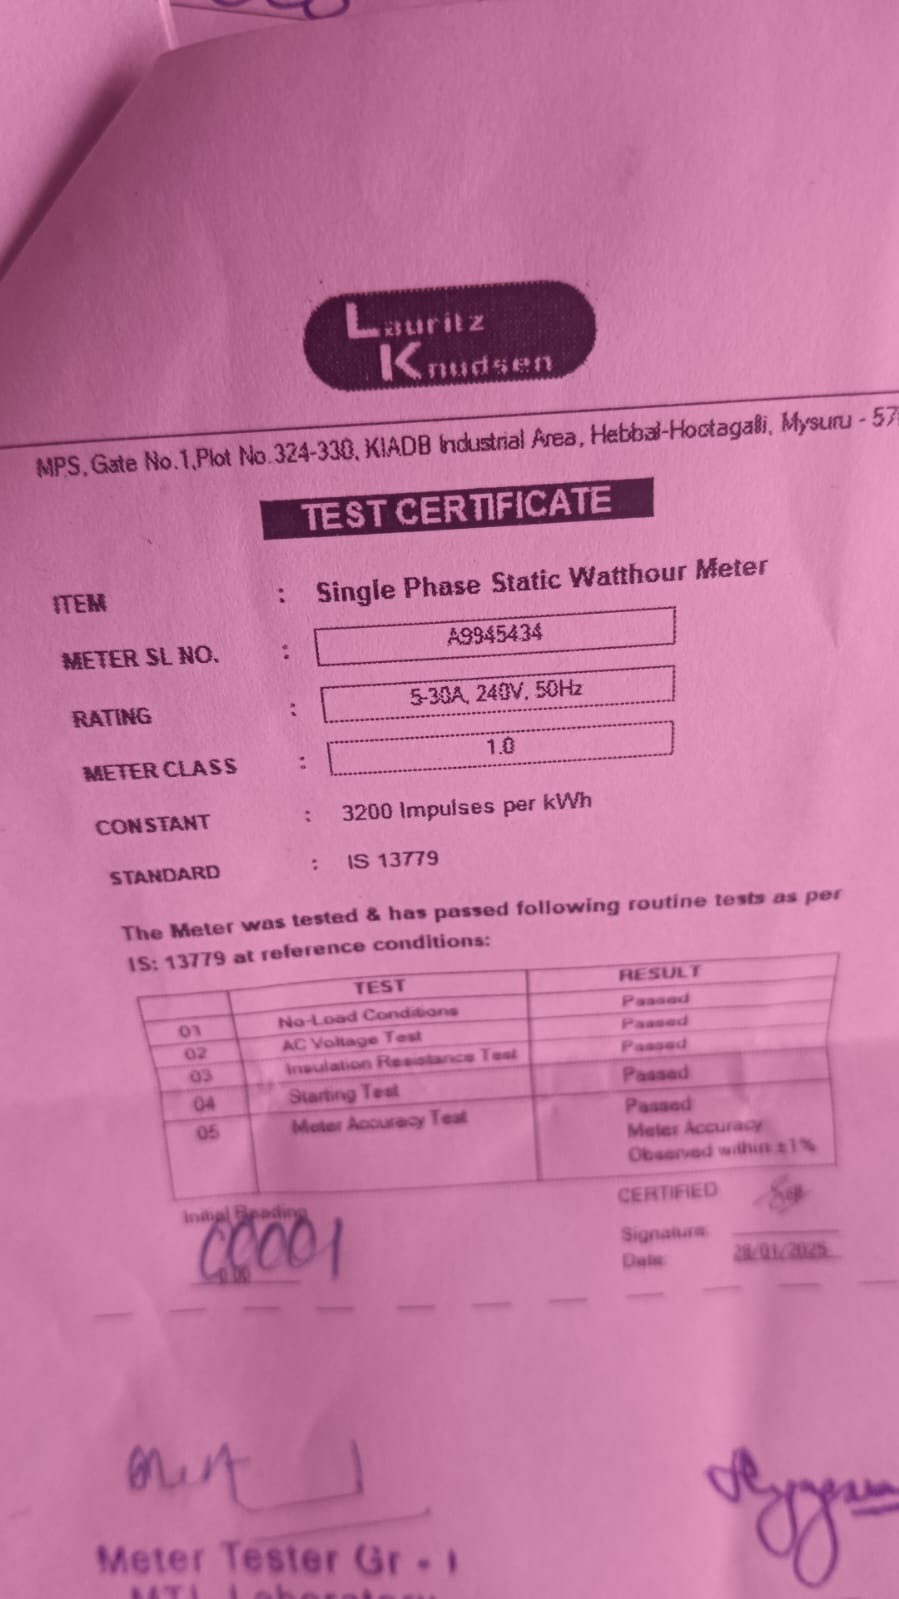 Lauritz
Knudsen
MPS, Gate No.1,Plot No.324-330, KIADB Industrial Area, Hebbal-Hootagalli, Mysuru - 57
TEST CERTIFICATE
ITEM : Single Phase Static Watthour Meter
METER SL NO. : A9945434
RATING : 5-30A, 240V, 50Hz
METER CLASS : 1.0
CONSTANT : 3200 Impulses per kWh
STANDARD : IS 13779
The Meter was tested & has passed following routine tests as per
IS: 13779 at reference conditions:
TEST RESULT
01 No-Load Conditions Passed
02 AC Voltage Test Passed
03 Insulation Resistance Test Passed
04 Starting Test Passed
05 Meter Accuracy Test Passed
Meter Accuracy
Observed within ±1%
CERTIFIED
Initial Reading
00001
0.00
Signature:
Date: 28/01/2025
Meter Tester Gr - I
MTL Laboratory